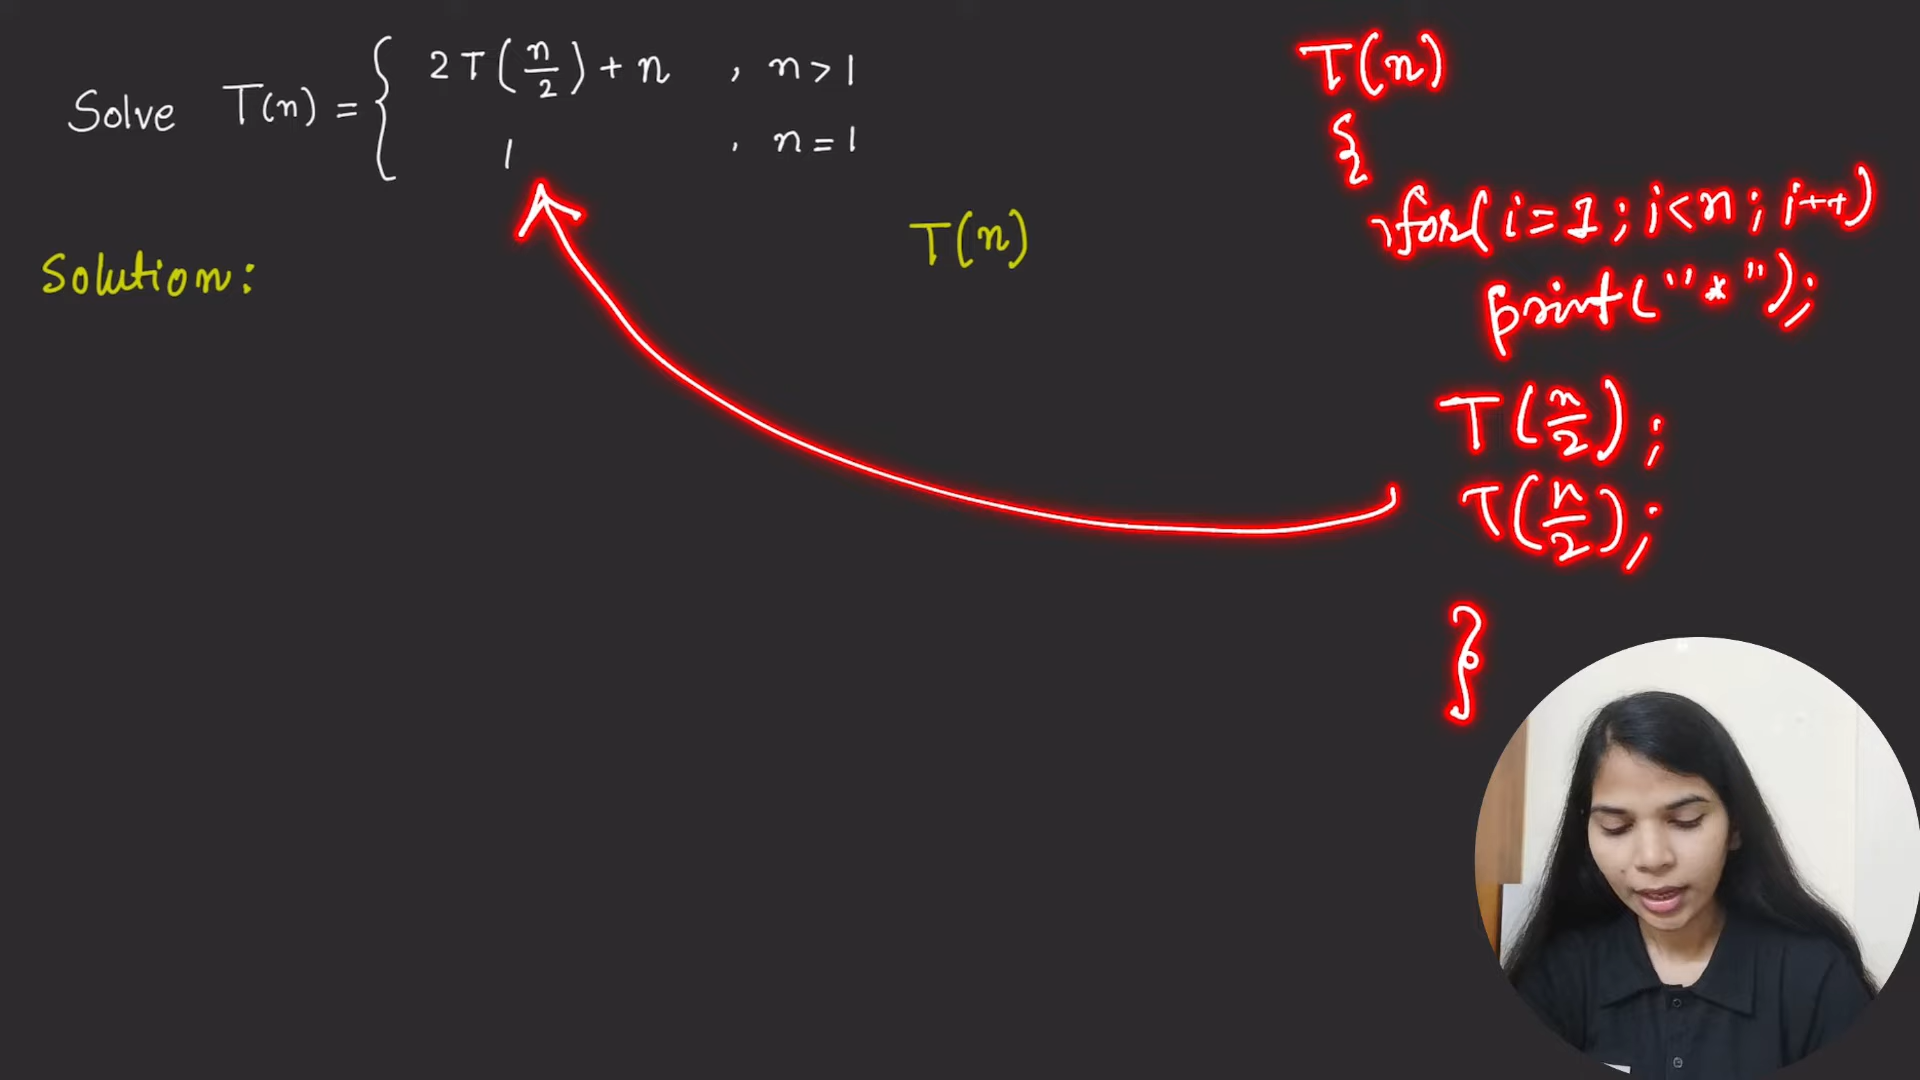 Solve T(n) = { 2T(n/2) + n , n > 1
1 , n = 1
Solution:
T(n)
T(n)
{
for(i=1; i<n; i++)
print("*");
T(n/2);
T(n/2);
}